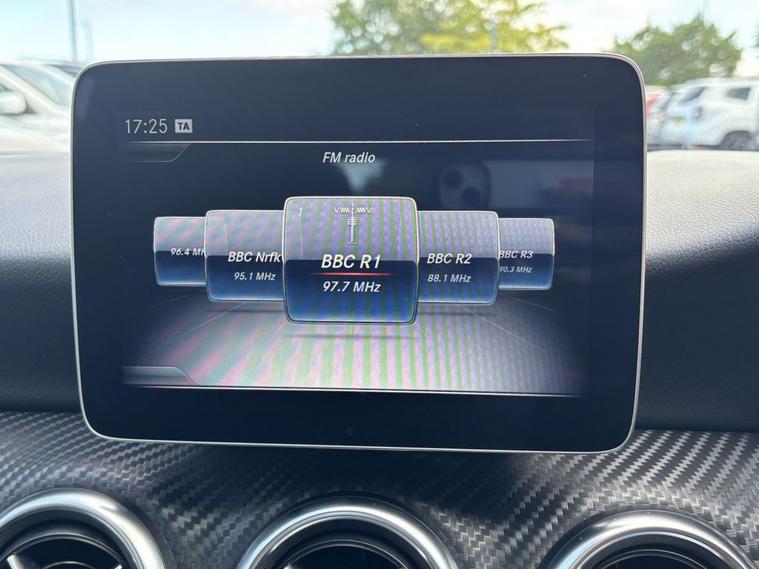 17:25 TA
FM radio
96.4 MH
BBC Nrfk
95.1 MHz
BBC R1
97.7 MHz
BBC R2
88.1 MHz
BBC R3
90.3 MHz